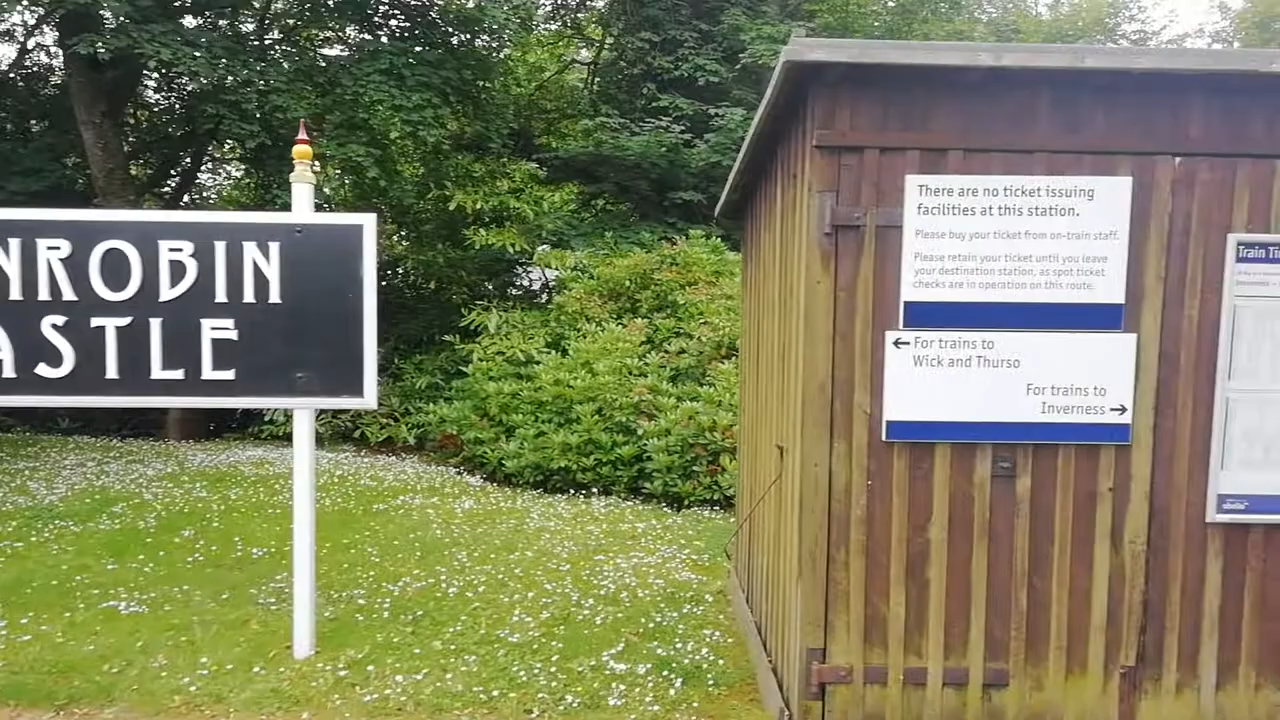 NROBIN
ASTLE
There are no ticket issuing
facilities at this station.
Please buy your ticket from on-train staff.
Please retain your ticket until you leave
your destination station, as spot ticket
checks are in operation on this route.
← For trains to
Wick and Thurso
For trains to
Inverness →
Train Ti
Inverness
abellio